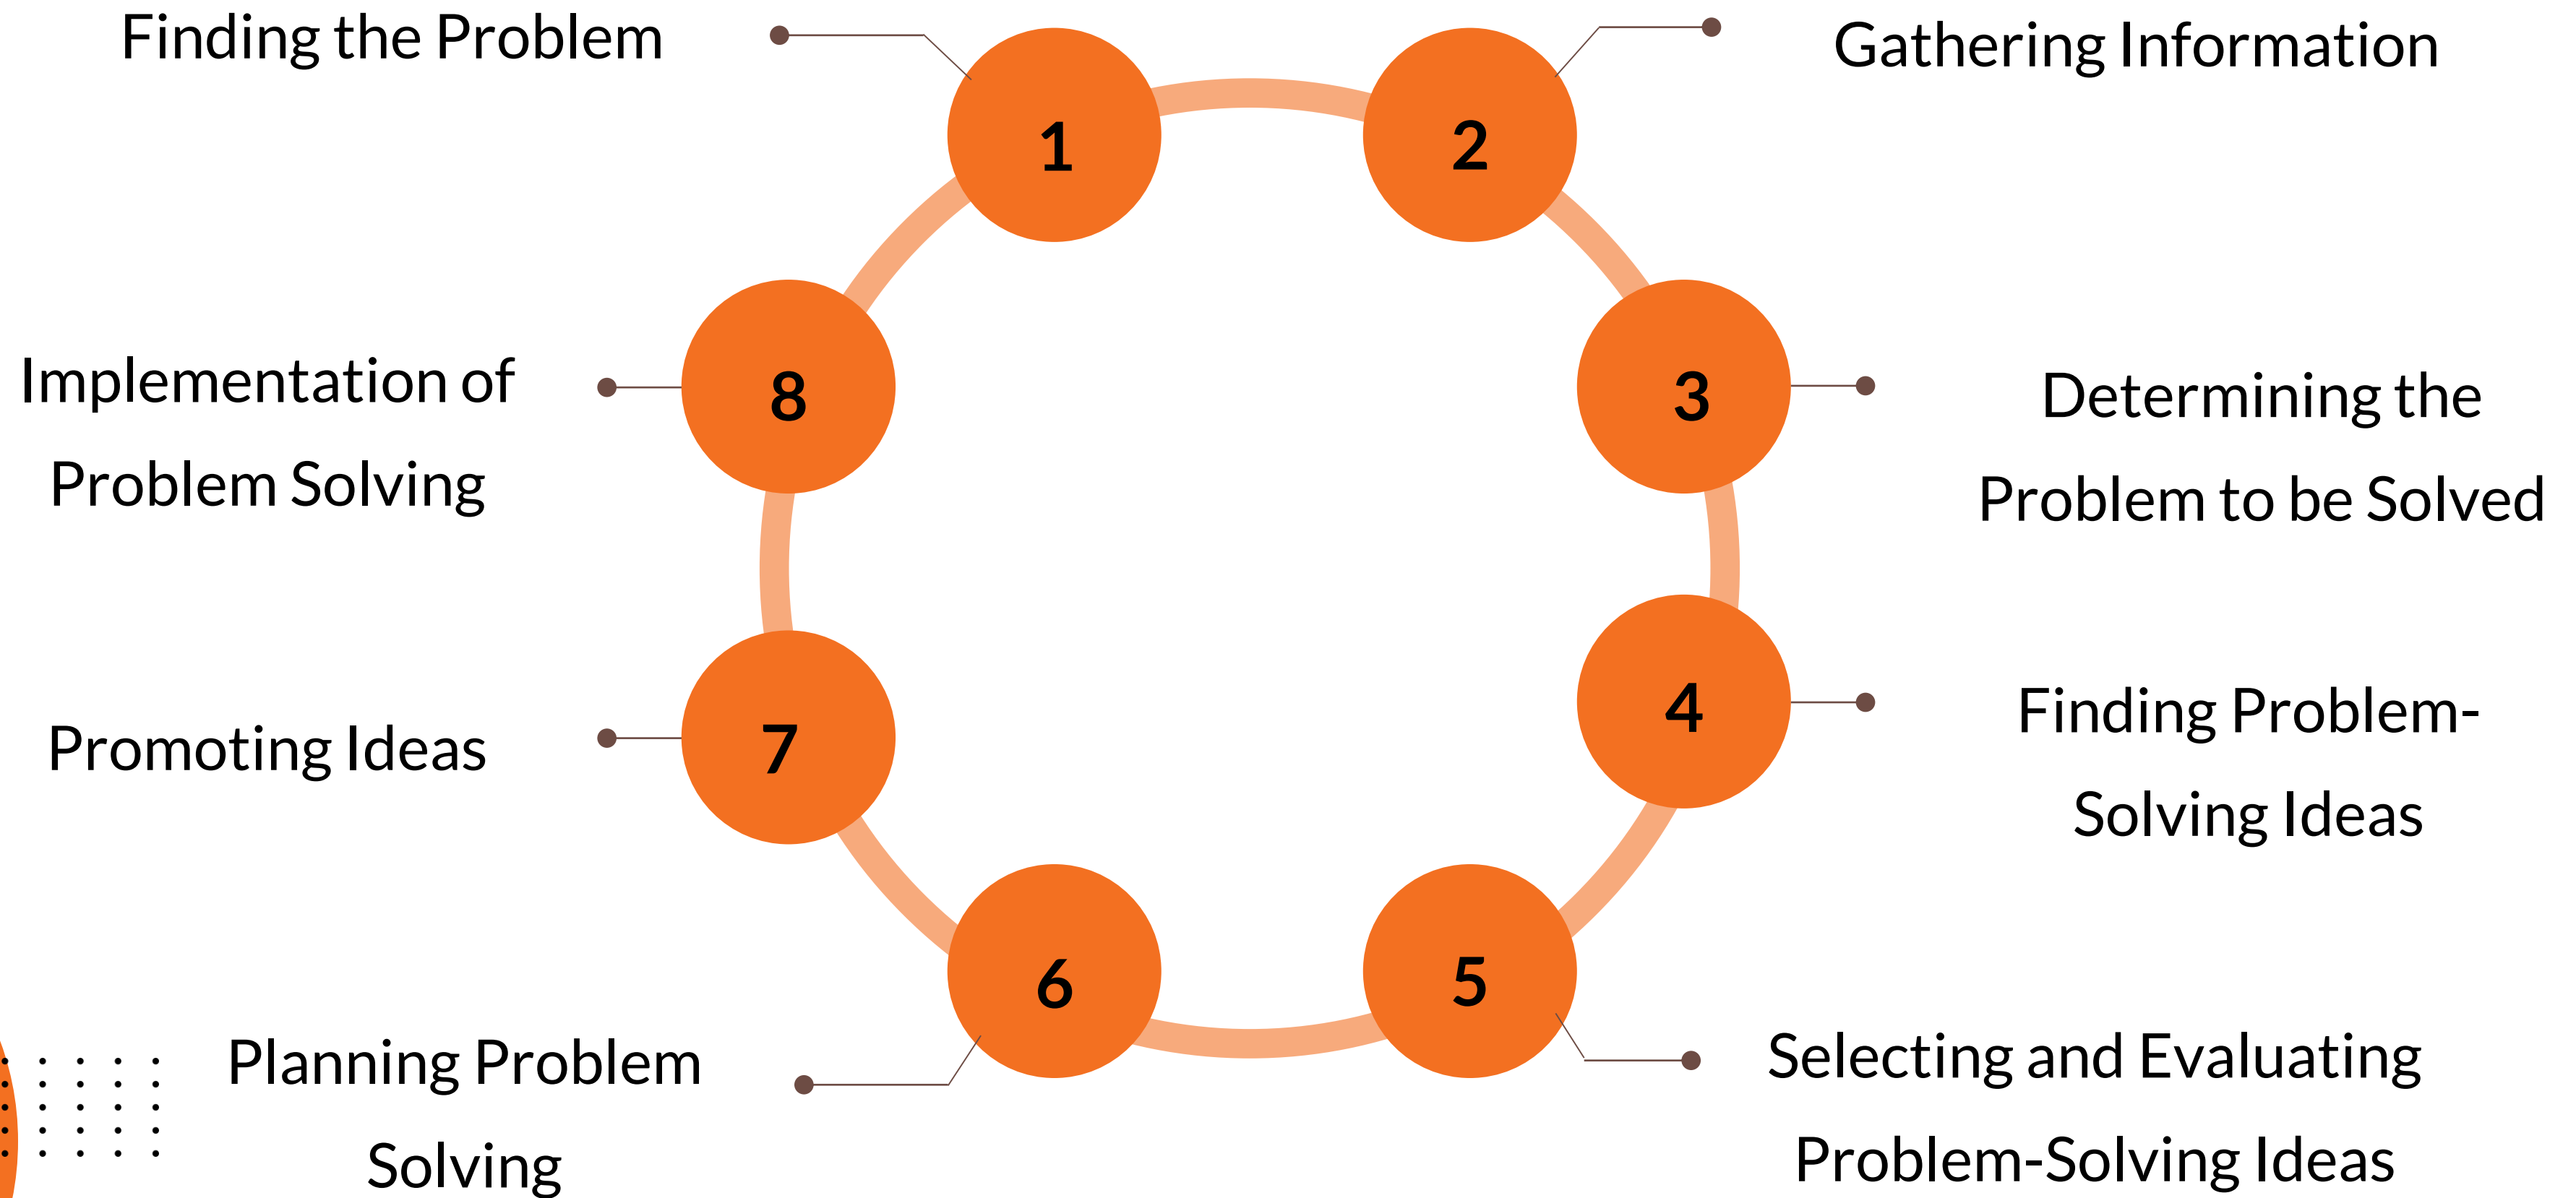 Finding the Problem
1
2
Gathering Information
3
Determining the
Problem to be Solved
4
Finding Problem-
Solving Ideas
5
Selecting and Evaluating
Problem-Solving Ideas
6
Planning Problem
Solving
7
Promoting Ideas
8
Implementation of
Problem Solving